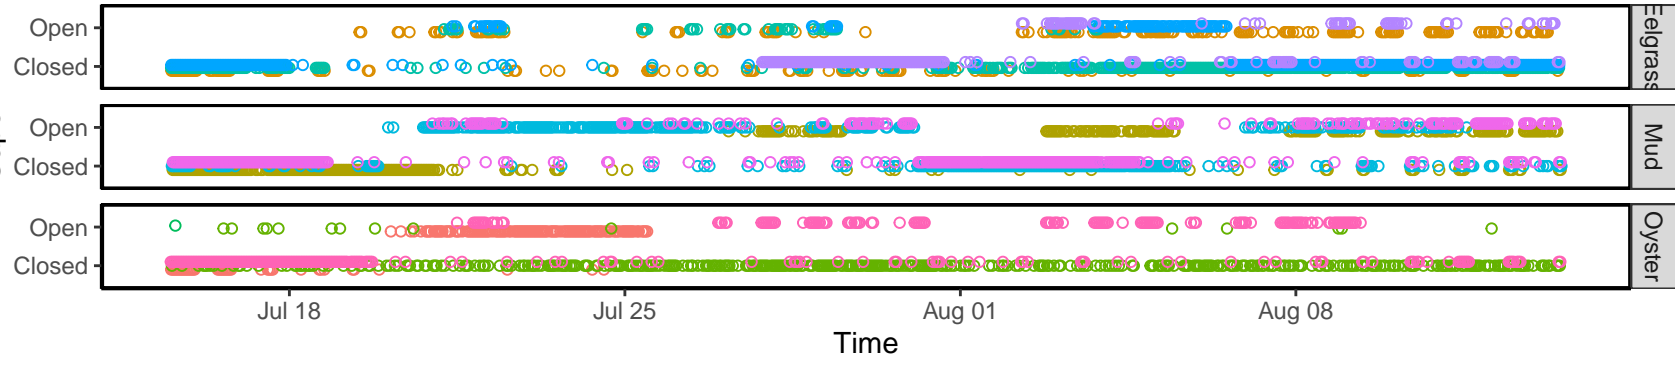 Open
Closed
Eelgrass
Open
Closed
Mud
Open
Closed
Oyster
Jul 18
Jul 25
Aug 01
Aug 08
Time